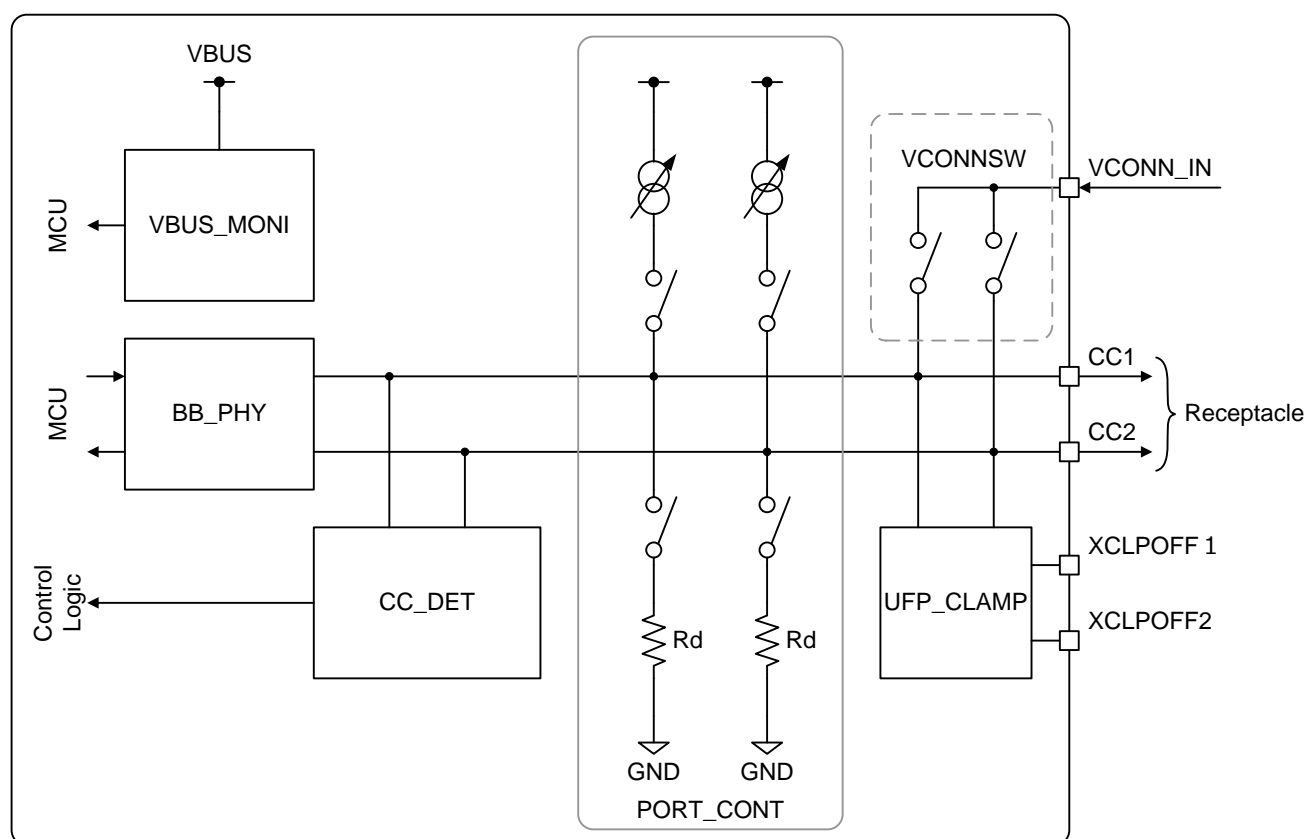 VBUS
VCONNSW
VCONN_IN
MCU
VBUS_MONI
CC1
MCU
BB_PHY
CC2
Receptacle
XCLPOFF 1
Control
Logic
CC_DET
UFP_CLAMP
Rd
Rd
XCLPOFF2
GND
GND
PORT_CONT